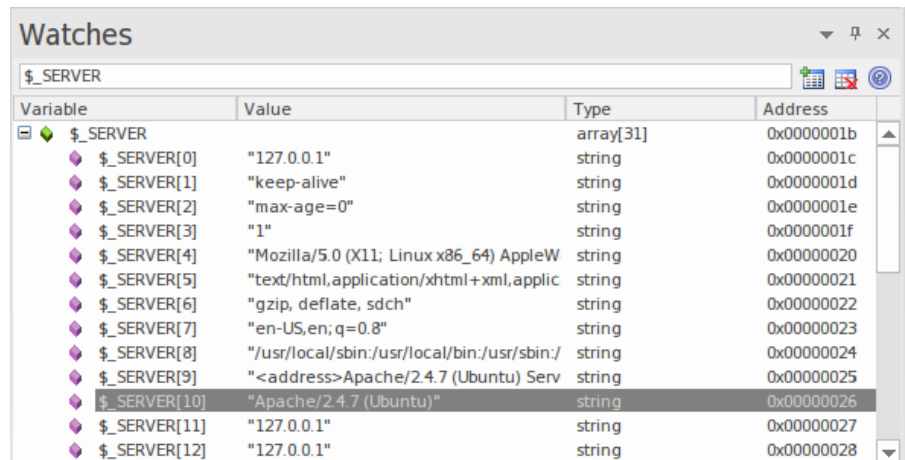 Watches
$_SERVER
Variable Value Type Address
$_SERVER array[31] 0x0000001b
$_SERVER[0] "127.0.0.1" string 0x0000001c
$_SERVER[1] "keep-alive" string 0x0000001d
$_SERVER[2] "max-age=0" string 0x0000001e
$_SERVER[3] "1" string 0x0000001f
$_SERVER[4] "Mozilla/5.0 (X11; Linux x86_64) AppleW string 0x00000020
$_SERVER[5] "text/html,application/xhtml+xml,applic string 0x00000021
$_SERVER[6] "gzip, deflate, sdch" string 0x00000022
$_SERVER[7] "en-US,en;q=0.8" string 0x00000023
$_SERVER[8] "/usr/local/sbin:/usr/local/bin:/usr/sbin:/ string 0x00000024
$_SERVER[9] "<address>Apache/2.4.7 (Ubuntu) Serv string 0x00000025
$_SERVER[10] "Apache/2.4.7 (Ubuntu)" string 0x00000026
$_SERVER[11] "127.0.0.1" string 0x00000027
$_SERVER[12] "127.0.0.1" string 0x00000028